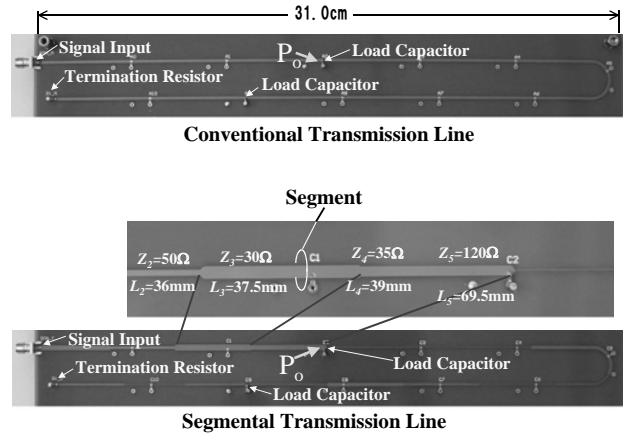 31.0cm
Signal Input
P₀
Load Capacitor
Termination Resistor
Load Capacitor
Conventional Transmission Line
Segment
Z₂=50Ω
Z₃=30Ω
C1
Z₄=35Ω
Z₅=120Ω
C2
L₂=36mm
L₃=37.5mm
L₄=39mm
L₅=69.5mm
Signal Input
P₀
Load Capacitor
Termination Resistor
Load Capacitor
Segmental Transmission Line